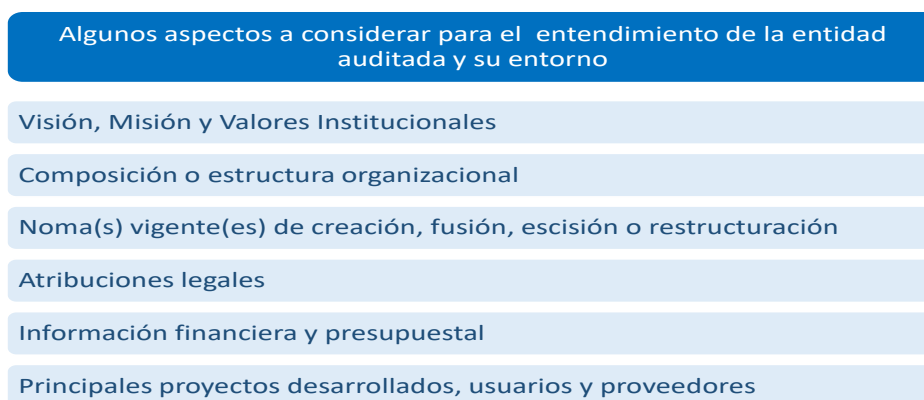 Algunos aspectos a considerar para el entendimiento de la entidad
auditada y su entorno
Visión, Misión y Valores Institucionales
Composición o estructura organizacional
Noma(s) vigente(es) de creación, fusión, escisión o restructuración
Atribuciones legales
Información financiera y presupuestal
Principales proyectos desarrollados, usuarios y proveedores